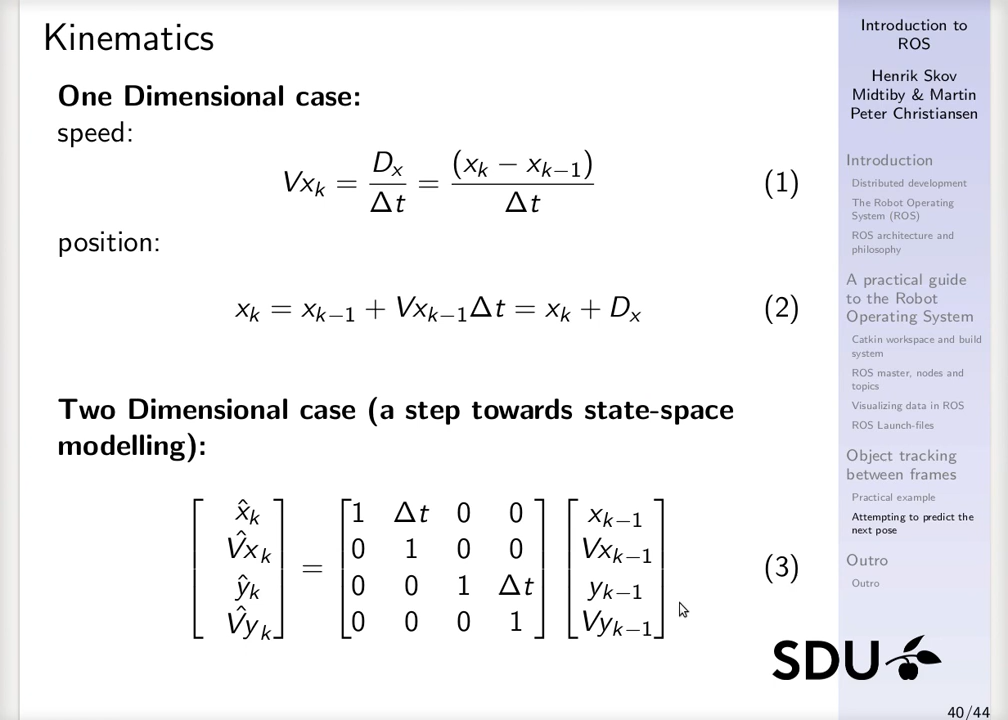 Kinematics
One Dimensional case:
speed:
Vx_k = D_x / Δt = (x_k − x_{k−1}) / Δt (1)
position:
x_k = x_{k−1} + Vx_{k−1}Δt = x_k + D_x (2)
Two Dimensional case (a step towards state-space
modelling):
[x̂_k; V̂x_k; ŷ_k; V̂y_k] = [1 Δt 0 0; 0 1 0 0; 0 0 1 Δt; 0 0 0 1] [x_{k−1}; Vx_{k−1}; y_{k−1}; Vy_{k−1}] (3)
Introduction to
ROS
Henrik Skov
Midtiby & Martin
Peter Christiansen
Introduction
Distributed development
The Robot Operating
System (ROS)
ROS architecture and
philosophy
A practical guide
to the Robot
Operating System
Catkin workspace and build
system
ROS master, nodes and
topics
Visualizing data in ROS
ROS Launch-files
Object tracking
between frames
Practical example
Attempting to predict the
next pose
Outro
Outro
SDU
40/44